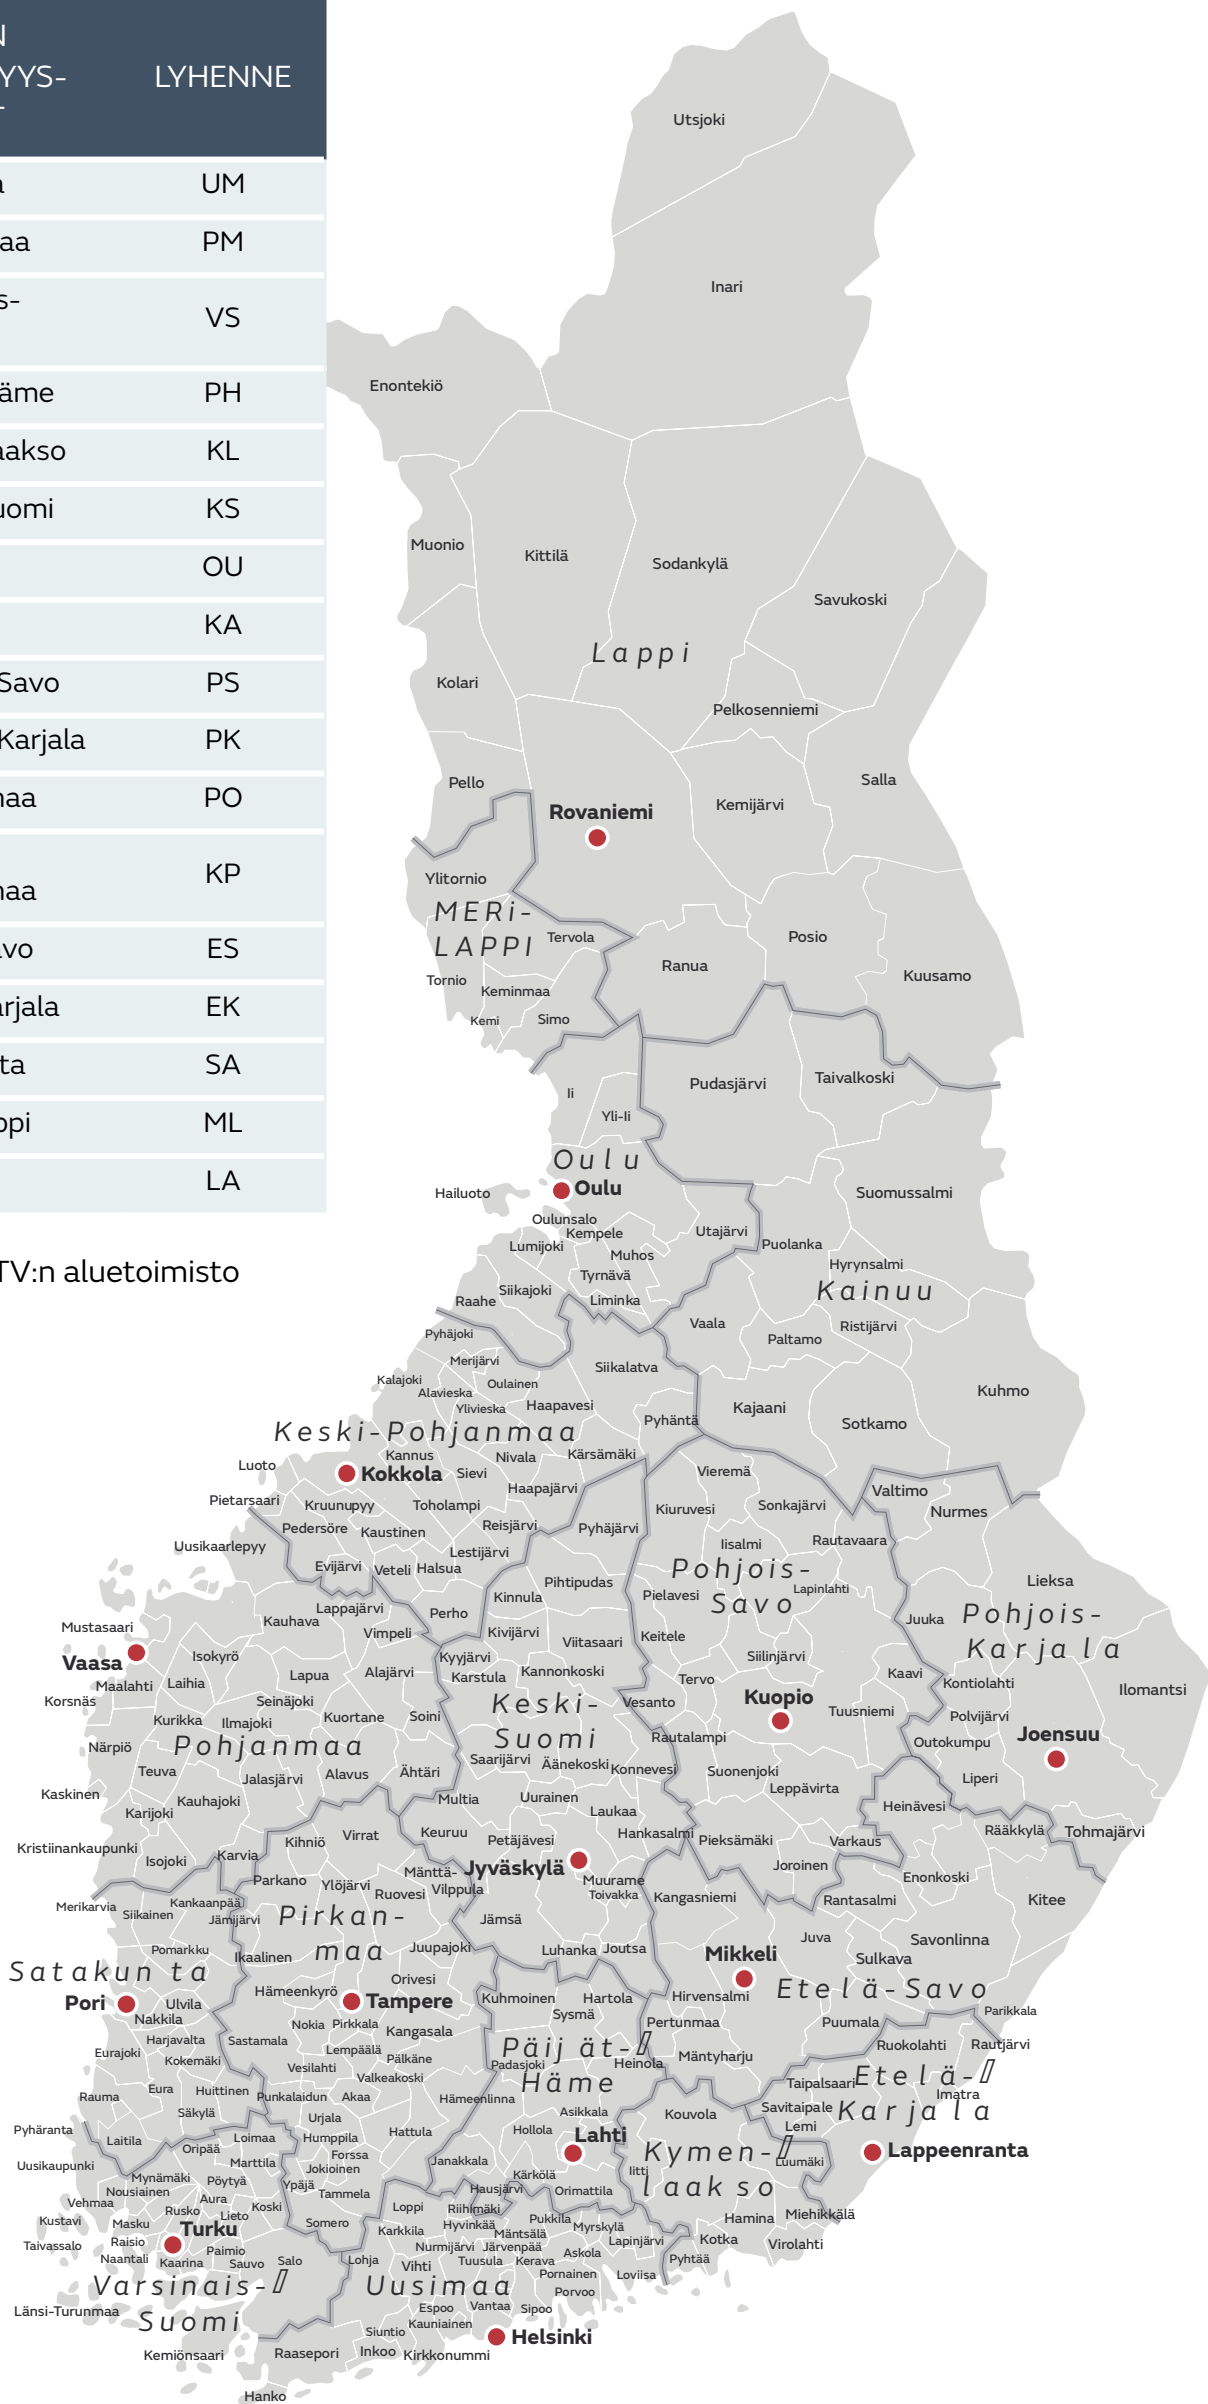 N
YYS-
LYHENNE
UM
aa
PM
s-
VS
äme
PH
aakso
KL
uomi
KS
OU
KA
Savo
PS
Karjala
PK
naa
PO
naa
KP
vo
ES
arjala
EK
ta
SA
ppi
ML
LA
TV:n aluetoimisto
Utsjoki
Inari
Enontekiö
Muonio
Kittilä
Sodankylä
Savukoski
Lappi
Kolari
Pelkosenniemi
Pello
Salla
Kemijärvi
Rovaniemi
Ylitornio
MERi-
LAPPI
Tervola
Posio
Ranua
Kuusamo
Tornio
Keminmaa
Kemi
Simo
Pudasjärvi
Taivalkoski
Ii
Yli-Ii
Oulu
Oulu
Hailuoto
Suomussalmi
Oulunsalo
Kempele
Utajärvi
Lumijoki
Muhos
Puolanka
Hyrynsalmi
Tyrnävä
Kainuu
Siikajoki
Raahe
Liminka
Vaala
Ristijärvi
Paltamo
Pyhäjoki
Merijärvi
Siikalatva
Kalajoki
Alavieska
Oulainen
Kuhmo
Ylivieska
Haapavesi
Kajaani
Pyhäntä
Sotkamo
Keski-Pohjanmaa
Kannus
Nivala
Kärsämäki
Luoto
Kokkola
Sievi
Vieremä
Haapajärvi
Valtimo
Pietarsaari
Kruunupyy
Toholampi
Kiuruvesi
Sonkajärvi
Nurmes
Pedersöre
Kaustinen
Reisjärvi
Pyhäjärvi
Uusikaarlepyy
Iisalmi
Rautavaara
Lestijärvi
Evijärvi
Veteli
Halsua
Pohjois-
Savo
Pihtipudas
Lieksa
Kinnula
Pielavesi
Lapinlahti
Lappajärvi
Perho
Pohjois-
Karjala
Kauhava
Juuka
Mustasaari
Vimpeli
Kivijärvi
Viitasaari
Keitele
Vaasa
Isokyrö
Kyyjärvi
Siilinjärvi
Maalahti
Laihia
Lapua
Alajärvi
Karstula
Kannonkoski
Tervo
Kaavi
Kontiolahti
Ilomantsi
Korsnäs
Seinäjoki
Keski-
Suomi
Vesanto
Kuopio
Tuusniemi
Kurikka
Ilmajoki
Kuortane
Soini
Polvijärvi
Närpiö
Pohjanmaa
Rautalampi
Outokumpu
Joensuu
Teuva
Jalasjärvi
Alavus
Ähtäri
Saarijärvi
Äänekoski
Konnevesi
Suonenjoki
Liperi
Kaskinen
Karijoki
Kauhajoki
Multia
Uurainen
Leppävirta
Laukaa
Heinävesi
Kristiinankaupunki
Kihniö
Virrat
Keuruu
Petäjävesi
Hankasalmi
Pieksämäki
Varkaus
Rääkkylä
Tohmajärvi
Isojoki
Karvia
Mänttä-
Vilppula
Jyväskylä
Joroinen
Parkano
Ylöjärvi
Ruovesi
Muurame
Toivakka
Kangasniemi
Enonkoski
Merikarvia
Siikainen
Kankaanpää
Jämijärvi
Rantasalmi
Kitee
Pirkan-
maa
Jämsä
Pomarkku
Ikaalinen
Juupajoki
Luhanka
Joutsa
Mikkeli
Juva
Savonlinna
Sulkava
Satakun ta
Orivesi
Hämeenkyrö
Pori
Ulvila
Nakkila
Tampere
Kuhmoinen
Hartola
Sysmä
Hirvensalmi
Etelä-Savo
Parikkala
Harjavalta
Nokia
Pirkkala
Kangasala
Pertunmaa
Puumala
Eurajoki
Kokemäki
Sastamala
Lempäälä
Pälkäne
Päij ät-
Häme
Ruokolahti
Rautjärvi
Vesilahti
Valkeakoski
Padasjoki
Heinola
Mäntyharju
Rauma
Eura
Huittinen
Punkalaidun
Akaa
Hämeenlinna
Taipalsaari
Etelä-
Karjala
Imatra
Säkylä
Urjala
Asikkala
Kouvola
Savitaipale
Lemi
Pyhäranta
Laitila
Oripää
Loimaa
Humppila
Hattula
Hollola
Lahti
Kymen-
laakso
Luumäki
Lappeenranta
Uusikaupunki
Marttila
Forssa
Jokioinen
Janakkala
Iitti
Mynämäki
Pöytyä
Ypäjä
Kärkölä
Vehmaa
Nousiainen
Aura
Tammela
Hausjärvi
Orimattila
Kustavi
Rusko
Lieto
Koski
Loppi
Riihimäki
Masku
Turku
Somero
Karkkila
Hyvinkää
Pukkila
Mäntsälä
Myrskylä
Hamina
Miehikkälä
Taivassalo
Raisio
Paimio
Nurmijärvi
Järvenpää
Lapinjärvi
Kotka
Virolahti
Naantali
Kaarina
Sauvo
Salo
Lohja
Vihti
Tuusula
Kerava
Askola
Pyhtää
Varsinais-
Suomi
Uusimaa
Pornainen
Loviisa
Porvoo
Länsi-Turunmaa
Espoo
Vantaa
Sipoo
Siuntio
Kauniainen
Helsinki
Kemiönsaari
Raasepori
Inkoo
Kirkkonummi
Hanko